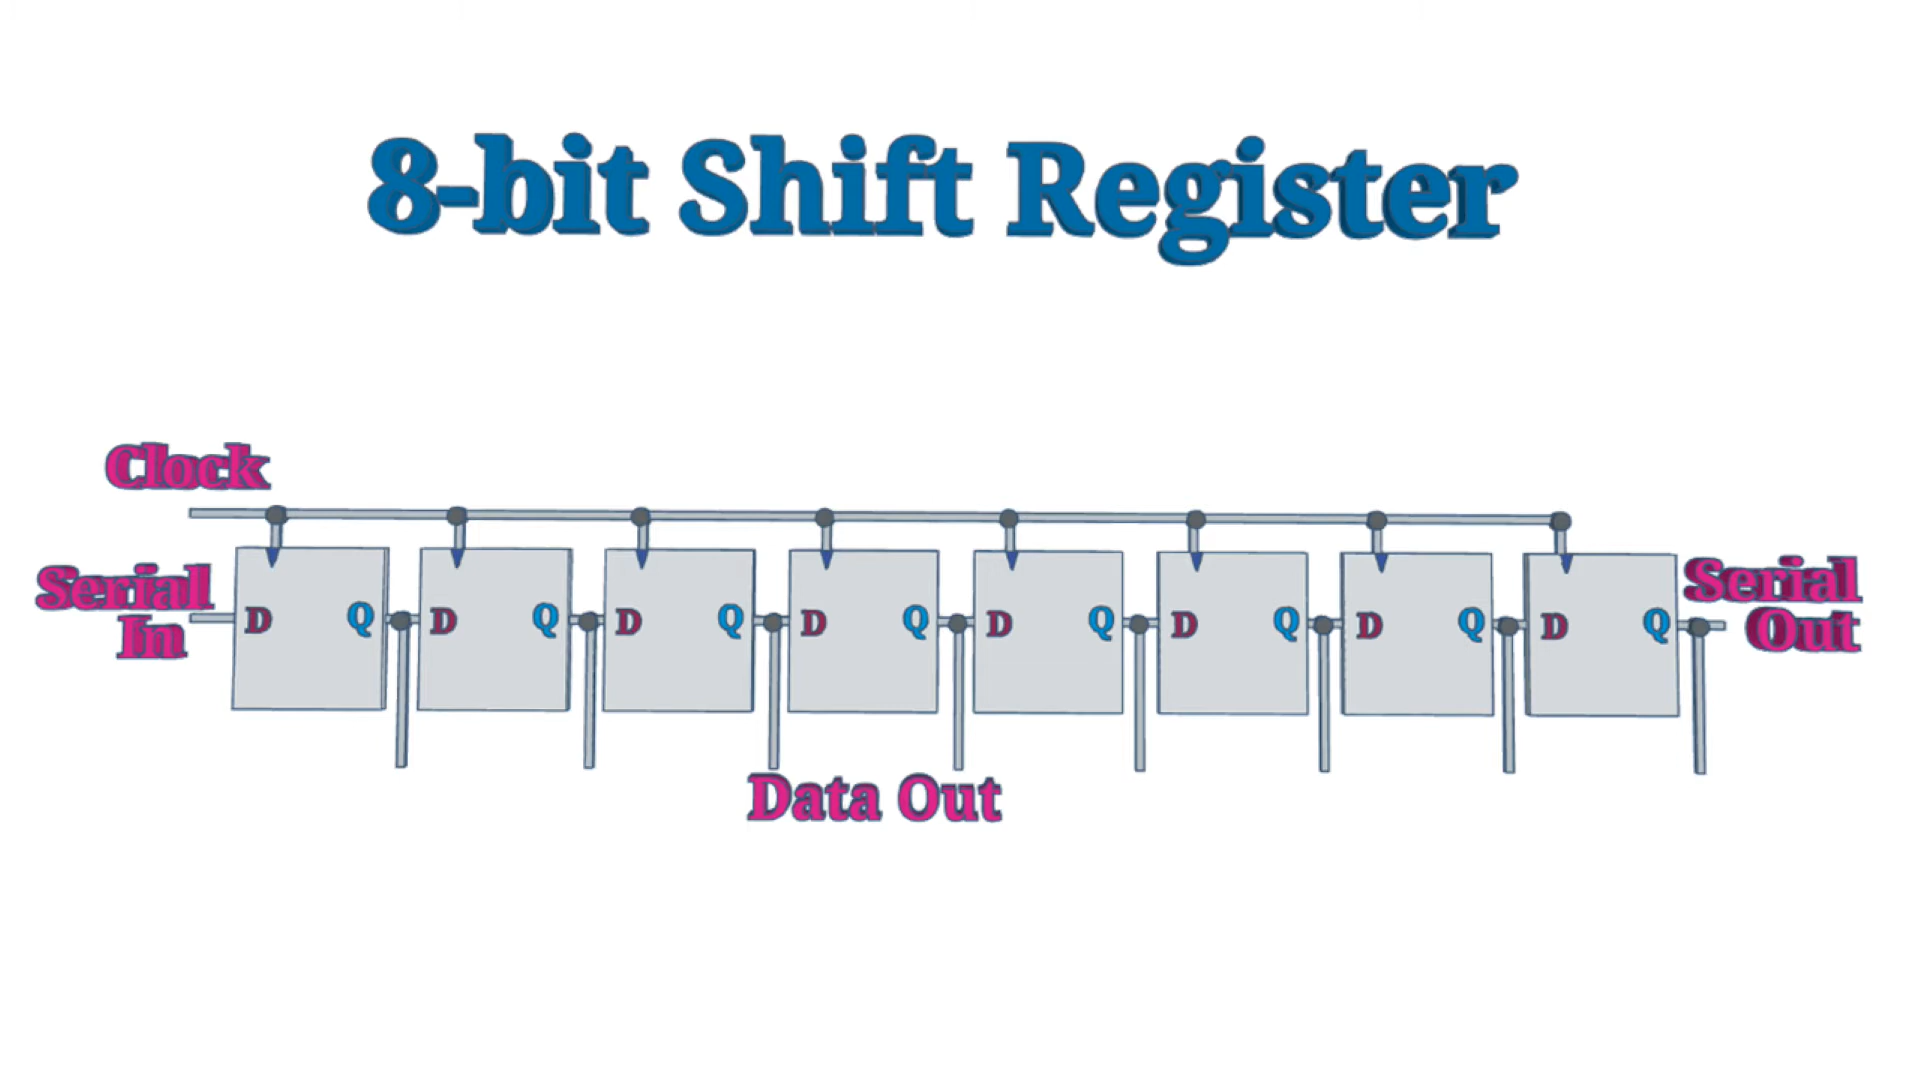 8-bit Shift Register
Clock
Serial
In
D Q D Q D Q D Q D Q D Q D Q D Q
Serial
Out
Data Out